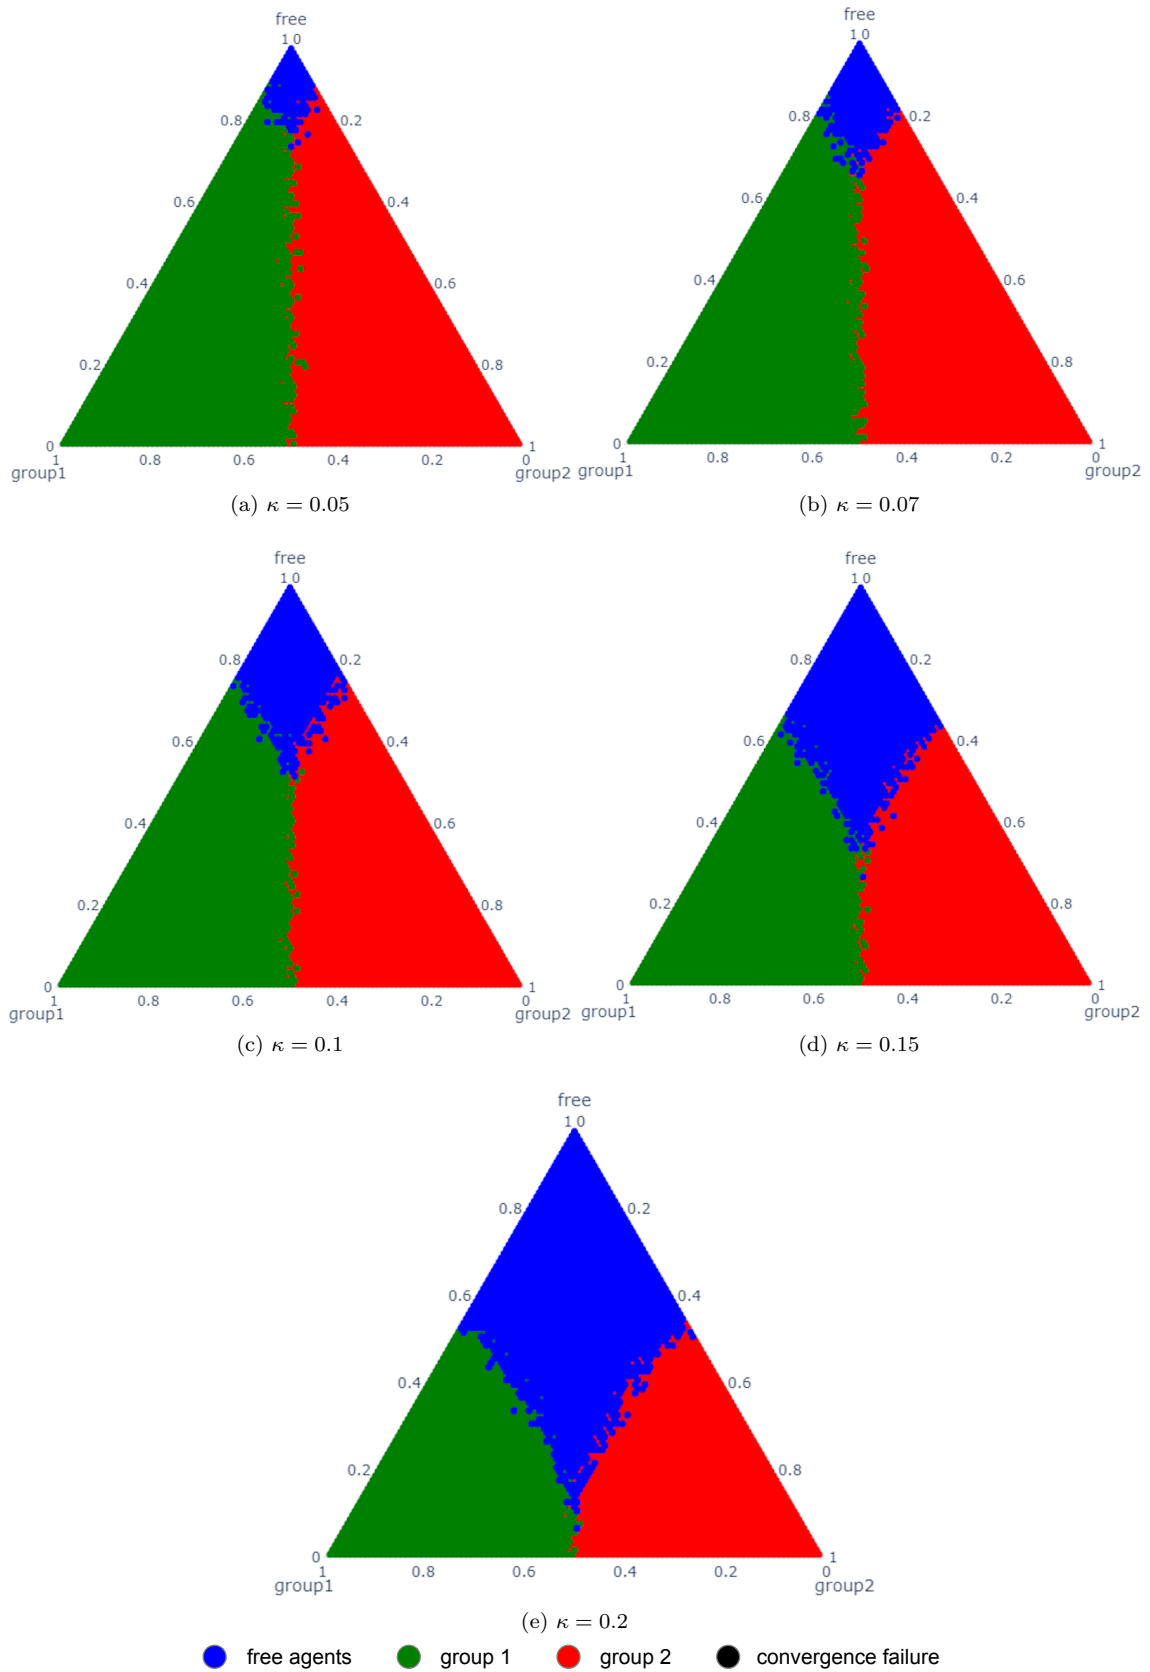 free
1 0
0.8 0.2
0.6 0.4
0.4 0.6
0.2 0.8
0 1
1 0.8 0.6 0.4 0.2 0
group1 group2
(a) κ = 0.05
free
1 0
0.8 0.2
0.6 0.4
0.4 0.6
0.2 0.8
0 1
1 0.8 0.6 0.4 0.2 0
group1 group2
(b) κ = 0.07
free
1 0
0.8 0.2
0.6 0.4
0.4 0.6
0.2 0.8
0 1
1 0.8 0.6 0.4 0.2 0
group1 group2
(c) κ = 0.1
free
1 0
0.8 0.2
0.6 0.4
0.4 0.6
0.2 0.8
0 1
1 0.8 0.6 0.4 0.2 0
group1 group2
(d) κ = 0.15
free
1 0
0.8 0.2
0.6 0.4
0.4 0.6
0.2 0.8
0 1
1 0.8 0.6 0.4 0.2 0
group1 group2
(e) κ = 0.2
free agents group 1 group 2 convergence failure